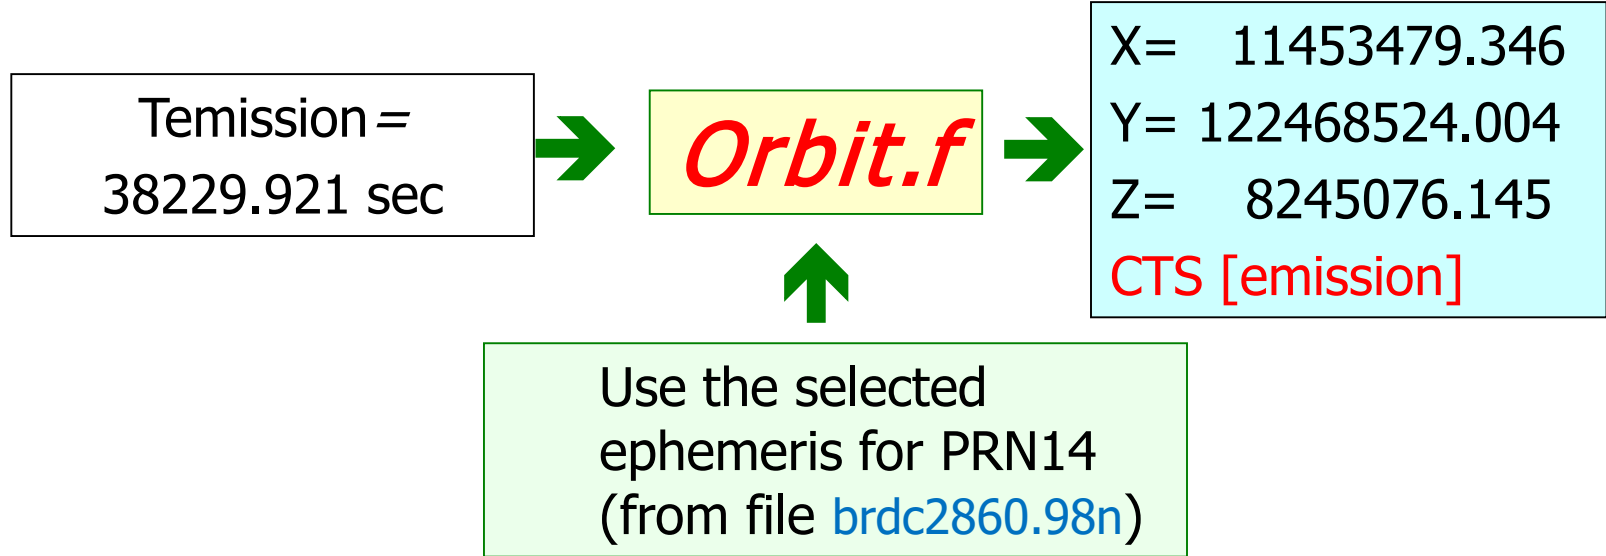 Temission=
38229.921 sec
Orbit.f
X= 11453479.346
Y= 122468524.004
Z= 8245076.145
CTS [emission]
Use the selected
ephemeris for PRN14
(from file brdc2860.98n)